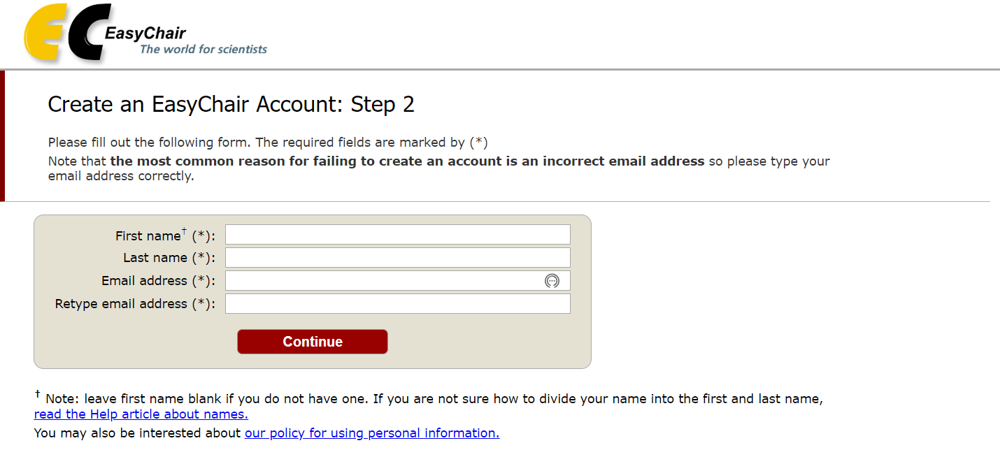 EC EasyChair
The world for scientists
Create an EasyChair Account: Step 2
Please fill out the following form. The required fields are marked by (*)
Note that the most common reason for failing to create an account is an incorrect email address so please type your
email address correctly.
First name† (*):
Last name (*):
Email address (*):
Retype email address (*):
Continue
† Note: leave first name blank if you do not have one. If you are not sure how to divide your name into the first and last name,
read the Help article about names.
You may also be interested about our policy for using personal information.